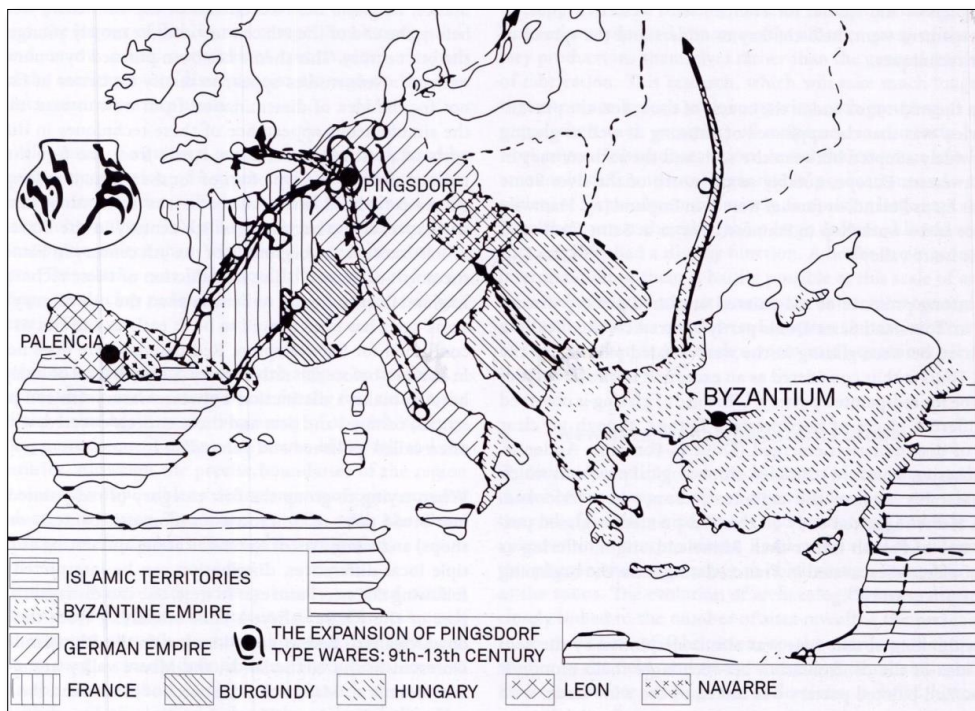 PINGSDORF
PALENCIA
BYZANTIUM
ISLAMIC TERRITORIES
BYZANTINE EMPIRE
GERMAN EMPIRE
THE EXPANSION OF PINGSDORF
TYPE WARES: 9th-13th CENTURY
FRANCE
BURGUNDY
HUNGARY
LEON
NAVARRE